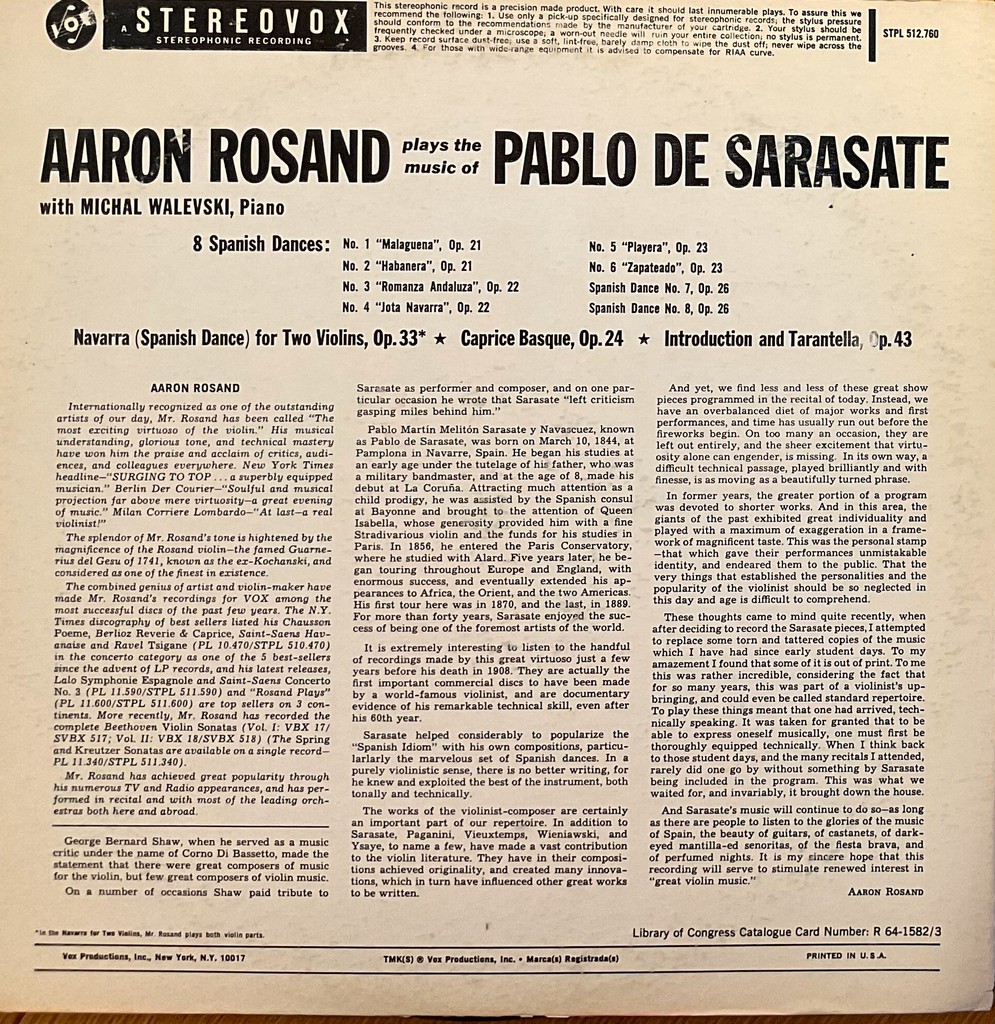 VOX
A STEREOVOX
STEREOPHONIC RECORDING
This stereophonic record is a precision made product. With care it should last innumerable plays. To assure this we
recommend the following: 1. Use only a pick-up specifically designed for stereophonic records; the stylus pressure
should conform to the recommendations made by the manufacturer of your cartridge. 2. Your stylus should be
frequently checked under a microscope; a worn-out needle will ruin your entire collection; no stylus is permanent.
3. Keep record surface dust-free; use a soft, lint-free, barely damp cloth to wipe the dust off; never wipe across the
grooves. 4. For those with wide-range equipment it is advised to compensate for RIAA curve.
STPL 512.760
AARON ROSAND plays the music of PABLO DE SARASATE
with MICHAL WALEVSKI, Piano
8 Spanish Dances:
No. 1 "Malaguena", Op. 21
No. 2 "Habanera", Op. 21
No. 3 "Romanza Andaluza", Op. 22
No. 4 "Jota Navarra", Op. 22
No. 5 "Playera", Op. 23
No. 6 "Zapateado", Op. 23
Spanish Dance No. 7, Op. 26
Spanish Dance No. 8, Op. 26
Navarra (Spanish Dance) for Two Violins, Op. 33* ★ Caprice Basque, Op. 24 ★ Introduction and Tarantella, Op. 43
AARON ROSAND
Internationally recognized as one of the outstanding
artists of our day, Mr. Rosand has been called "The
most exciting virtuoso of the violin." His musical
understanding, glorious tone, and technical mastery
have won him the praise and acclaim of critics, audi-
ences, and colleagues everywhere. New York Times
headline—"SURGING TO TOP . . . a superbly equipped
musician." Berlin Der Courier—"Soulful and musical
projection far above mere virtuosity—a great evening
of music." Milan Corriere Lombardo—"At last—a real
violinist!"
The splendor of Mr. Rosand's tone is hightened by the
magnificence of the Rosand violin—the famed Guarne-
rius del Gesu of 1741, known as the ex-Kochanski, and
considered as one of the finest in existence.
The combined genius of artist and violin-maker have
made Mr. Rosand's recordings for VOX among the
most successful discs of the past few years. The N.Y.
Times discography of best sellers listed his Chausson
Poeme, Berlioz Reverie & Caprice, Saint-Saens Hav-
anaise and Ravel Tsigane (PL 10.470/STPL 510.470)
in the concerto category as one of the 5 best-sellers
since the advent of LP records, and his latest releases,
Lalo Symphonie Espagnole and Saint-Saens Concerto
No. 3 (PL 11.590/STPL 511.590) and "Rosand Plays"
(PL 11.600/STPL 511.600) are top sellers on 3 con-
tinents. More recently, Mr. Rosand has recorded the
complete Beethoven Violin Sonatas (Vol. I: VBX 17/
SVBX 517; Vol. II: VBX 18/SVBX 518) (The Spring
and Kreutzer Sonatas are available on a single record—
PL 11.340/STPL 511.340).
Mr. Rosand has achieved great popularity through
his numerous TV and Radio appearances, and has per-
formed in recital and with most of the leading orch-
estras both here and abroad.
George Bernard Shaw, when he served as a music
critic under the name of Corno Di Bassetto, made the
statement that there were great composers of music
for the violin, but few great composers of violin music.
On a number of occasions Shaw paid tribute to
Sarasate as performer and composer, and on one par-
ticular occasion he wrote that Sarasate "left criticism
gasping miles behind him."
Pablo Martin Melitón Sarasate y Navascuez, known
as Pablo de Sarasate, was born on March 10, 1844, at
Pamplona in Navarre, Spain. He began his studies at
an early age under the tutelage of his father, who was
a military bandmaster, and at the age of 8, made his
debut at La Coruña. Attracting much attention as a
child prodigy, he was assisted by the Spanish consul
at Bayonne and brought to the attention of Queen
Isabella, whose generosity provided him with a fine
Stradivarious violin and the funds for his studies in
Paris. In 1856, he entered the Paris Conservatory,
where he studied with Alard. Five years later, he be-
gan touring throughout Europe and England, with
enormous success, and eventually extended his ap-
pearances to Africa, the Orient, and the two Americas.
His first tour here was in 1870, and the last, in 1889.
For more than forty years, Sarasate enjoyed the suc-
cess of being one of the foremost artists of the world.
It is extremely interesting to listen to the handful
of recordings made by this great virtuoso just a few
years before his death in 1908. They are actually the
first important commercial discs to have been made
by a world-famous violinist, and are documentary
evidence of his remarkable technical skill, even after
his 60th year.
Sarasate helped considerably to popularize the
"Spanish Idiom" with his own compositions, particu-
larlarly the marvelous set of Spanish dances. In a
purely violinistic sense, there is no better writing, for
he knew and exploited the best of the instrument, both
tonally and technically.
The works of the violinist-composer are certainly
an important part of our repertoire. In addition to
Sarasate, Paganini, Vieuxtemps, Wieniawski, and
Ysaye, to name a few, have made a vast contribution
to the violin literature. They have in their composi-
tions achieved originality, and created many innova-
tions, which in turn have influenced other great works
to be written.
And yet, we find less and less of these great show
pieces programmed in the recital of today. Instead, we
have an overbalanced diet of major works and first
performances, and time has usually run out before the
fireworks begin. On too many an occasion, they are
left out entirely, and the sheer excitement that virtu-
osity alone can engender, is missing. In its own way, a
difficult technical passage, played brilliantly and with
finesse, is as moving as a beautifully turned phrase.
In former years, the greater portion of a program
was devoted to shorter works. And in this area, the
giants of the past exhibited great individuality and
played with a maximum of exaggeration in a frame-
work of magnificent taste. This was the personal stamp
—that which gave their performances unmistakable
identity, and endeared them to the public. That the
very things that established the personalities and the
popularity of the violinist should be so neglected in
this day and age is difficult to comprehend.
These thoughts came to mind quite recently, when
after deciding to record the Sarasate pieces, I attempted
to replace some torn and tattered copies of the music
which I have had since early student days. To my
amazement I found that some of it is out of print. To me
this was rather incredible, considering the fact that
for so many years, this was part of a violinist's up-
bringing, and could even be called standard repertoire.
To play these things meant that one had arrived, tech-
nically speaking. It was taken for granted that to be
able to express oneself musically, one must first be
thoroughly equipped technically. When I think back
to those student days, and the many recitals I attended,
rarely did one go by without something by Sarasate
being included in the program. This was what we
waited for, and invariably, it brought down the house.
And Sarasate's music will continue to do so—as long
as there are people to listen to the glories of the music
of Spain, the beauty of guitars, of castanets, of dark-
eyed mantilla-ed senoritas, of the fiesta brava, and
of perfumed nights. It is my sincere hope that this
recording will serve to stimulate renewed interest in
"great violin music."
AARON ROSAND
*In the Navarra for Two Violins, Mr. Rosand plays both violin parts.
Library of Congress Catalogue Card Number: R 64-1582/3
Vox Productions, Inc., New York, N.Y. 10017
TMK(S) ® Vox Productions, Inc. • Marca(s) Registrada(s)
PRINTED IN U.S.A.